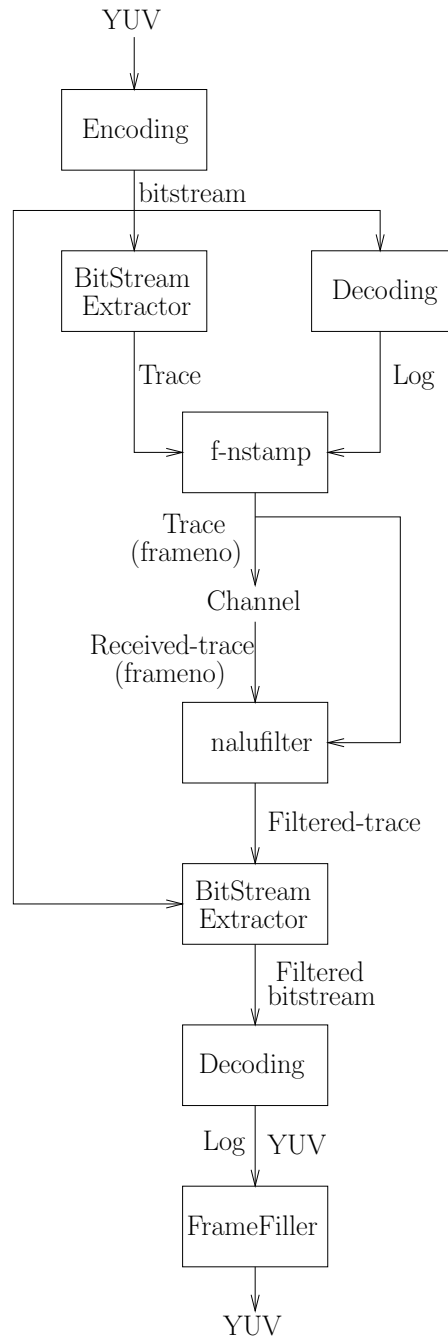 YUV
Encoding
bitstream
BitStream
Extractor
Decoding
Trace
Log
f-nstamp
Trace
(frameno)
Channel
Received-trace
(frameno)
nalufilter
Filtered-trace
BitStream
Extractor
Filtered
bitstream
Decoding
Log
YUV
FrameFiller
YUV